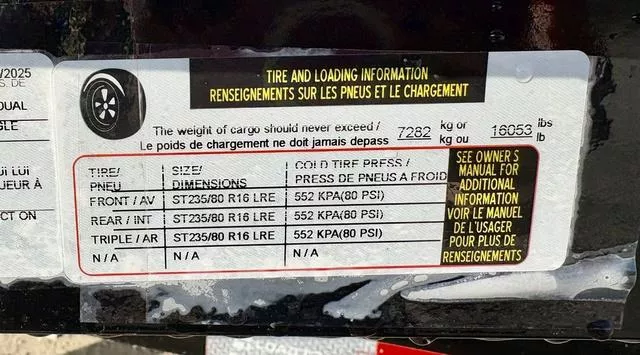 /2025
S. DE
DUAL
GLE
UI LUI
UEUR À
CT ON
TIRE AND LOADING INFORMATION
RENSEIGNEMENTS SUR LES PNEUS ET LE CHARGEMENT
The weight of cargo should never exceed / 7282 kg or 16053 lbs
Le poids de chargement ne doit jamais depass kg ou lb
TIRE/ SIZE/ COLD TIRE PRESS /
PNEU DIMENSIONS PRESS DE PNEUS A FROID
FRONT / AV ST235/80 R16 LRE 552 KPA(80 PSI)
REAR / INT ST235/80 R16 LRE 552 KPA(80 PSI)
TRIPLE / AR ST235/80 R16 LRE 552 KPA(80 PSI)
N / A N / A N / A
SEE OWNER S
MANUAL FOR
ADDITIONAL
INFORMATION
VOIR LE MANUEL
DE L'USAGER
POUR PLUS DE
RENSEIGNEMENTS